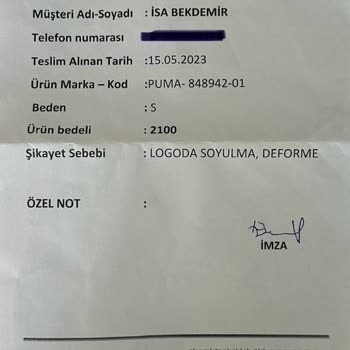 Müşteri Adı-Soyadı : İSA BEKDEMİR
Telefon numarası :
Teslim Alınan Tarih :15.05.2023
Ürün Marka – Kod :PUMA- 848942-01
Beden : S
Ürün bedeli : 2100
Şikayet Sebebi : LOGODA SOYULMA, DEFORME
ÖZEL NOT :
İMZA